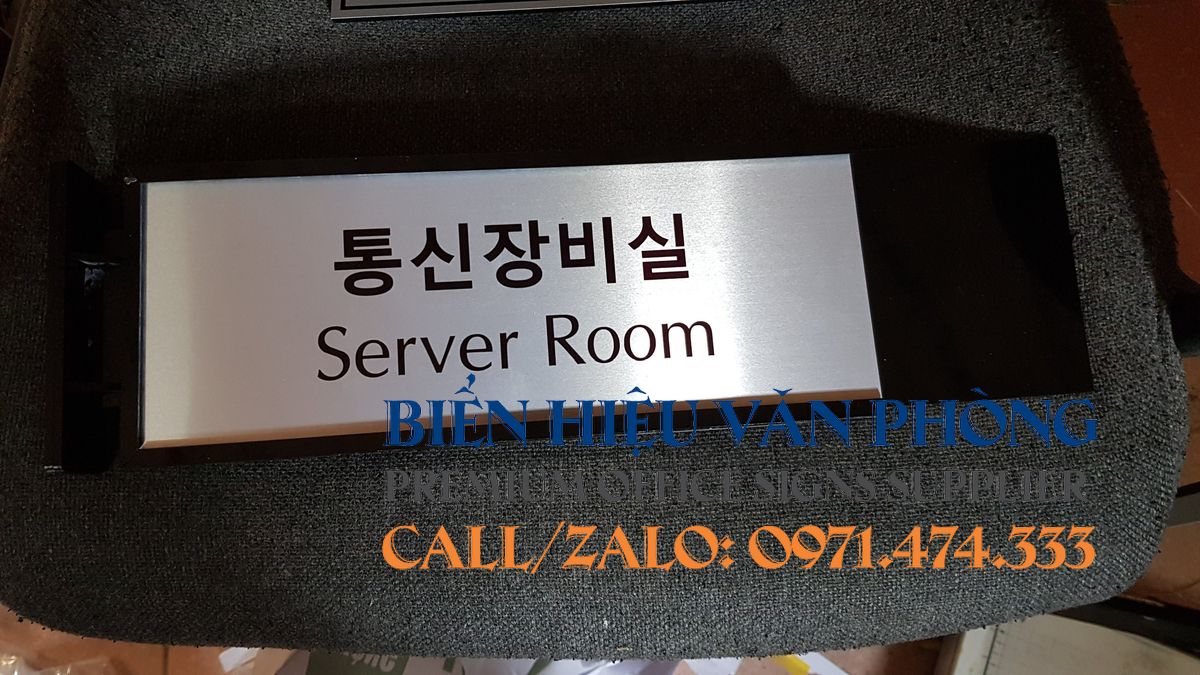 통신장비실
Server Room
BIỂN HIỆU VĂN PHÒNG
PREMIUM OFFICE SIGNS SUPPLIER
CALL/ZALO: 0971.474.333